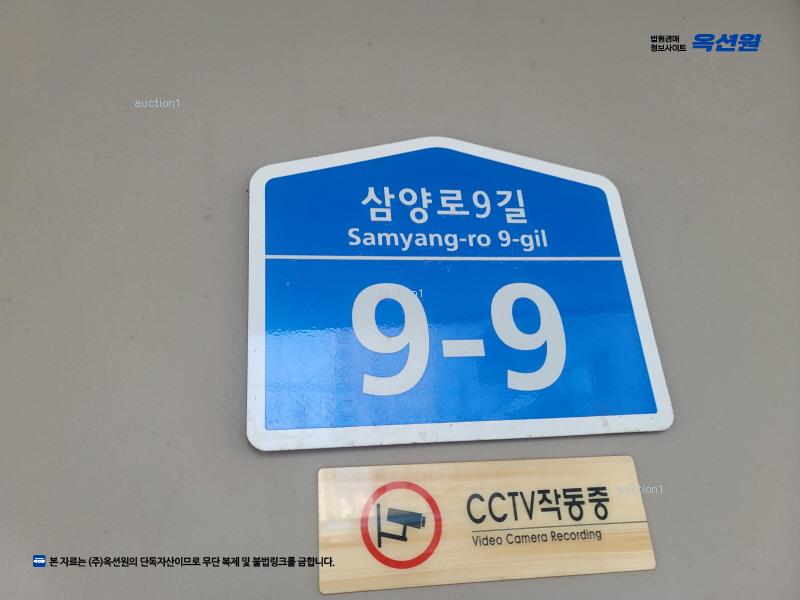 법원경매
정보사이트 옥션원
auction1
삼양로9길
Samyang-ro 9-gil
auction1
9-9
CCTV작동중
auction1
Video Camera Recording
본 자료는 (주)옥션원의 단독자산이므로 무단 복제 및 불법링크를 금합니다.